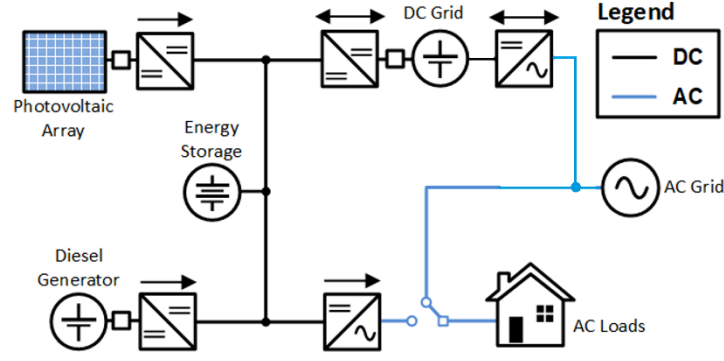 DC Grid
Legend
DC
AC
Photovoltaic
Array
Energy
Storage
AC Grid
Diesel
Generator
AC Loads